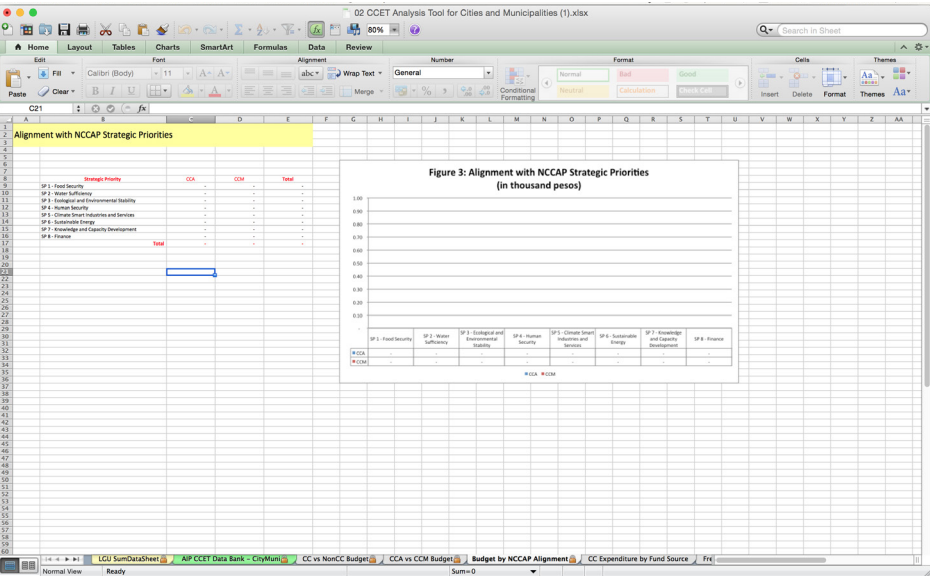 02 CCET Analysis Tool for Cities and Municipalities (1).xlsx
80%
Search in Sheet
Home Layout Tables Charts SmartArt Formulas Data Review
Edit Font Alignment Number Format Cells Themes
Fill Calibri (Body) 11 A A abc Wrap Text General Normal Bad Good
Paste Clear B I U A Merge % Conditional Formatting Neutral Calculation Check Cell Insert Delete Format Themes Aa
C21 fx
A B C D E F G H I J K L M N O P Q R S T U V W X Y Z AA
Alignment with NCCAP Strategic Priorities
Strategic Priority CCA CCM Total
SP 1 - Food Security - - -
SP 2 - Water Sufficiency - - -
SP 3 - Ecological and Environmental Stability - - -
SP 4 - Human Security - - -
SP 5 - Climate Smart Industries and Services - - -
SP 6 - Sustainable Energy - - -
SP 7 - Knowledge and Capacity Development - - -
SP 8 - Finance - - -
Total - - -
Figure 3: Alignment with NCCAP Strategic Priorities
(in thousand pesos)
1.00
0.90
0.80
0.70
0.60
0.50
0.40
0.30
0.20
0.10
-
SP 1 - Food Security
SP 2 - Water Sufficiency
SP 3 - Ecological and Environmental Stability
SP 4 - Human Security
SP 5 - Climate Smart Industries and Services
SP 6 - Sustainable Energy
SP 7 - Knowledge and Capacity Development
SP 8 - Finance
CCA - - - - - - - -
CCM - - - - - - - -
CCA CCM
LGU SumDataSheet AIP CCET Data Bank - CityMuni CC vs NonCC Budget CCA vs CCM Budget Budget by NCCAP Alignment CC Expenditure by Fund Source Fre
Normal View Ready Sum=0